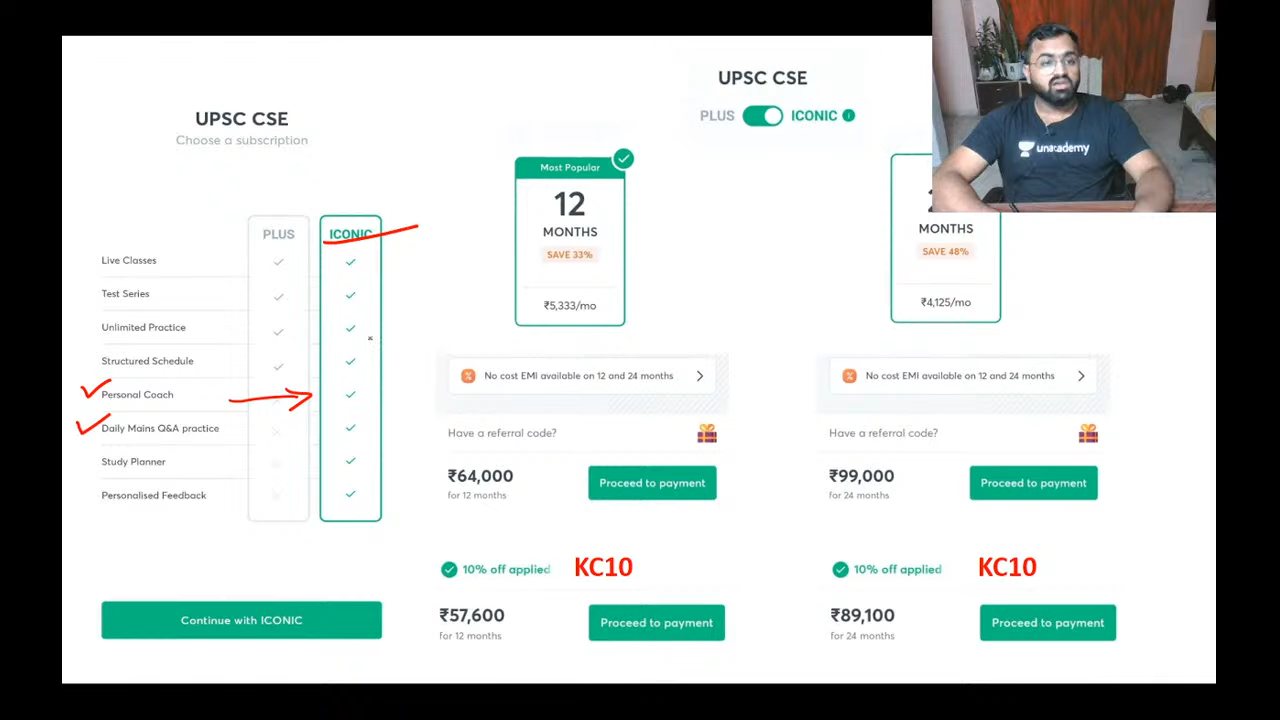 UPSC CSE
Choose a subscription
PLUS
ICONIC
Live Classes
Test Series
Unlimited Practice
Structured Schedule
Personal Coach
Daily Mains Q&A practice
Study Planner
Personalised Feedback
Continue with ICONIC
UPSC CSE
PLUS ICONIC i
Most Popular
12
MONTHS
SAVE 33%
₹5,333/mo
No cost EMI available on 12 and 24 months
Have a referral code?
₹64,000
for 12 months
Proceed to payment
10% off applied KC10
₹57,600
for 12 months
Proceed to payment
MONTHS
SAVE 48%
₹4,125/mo
No cost EMI available on 12 and 24 months
Have a referral code?
₹99,000
for 24 months
Proceed to payment
10% off applied KC10
₹89,100
for 24 months
Proceed to payment
unacademy